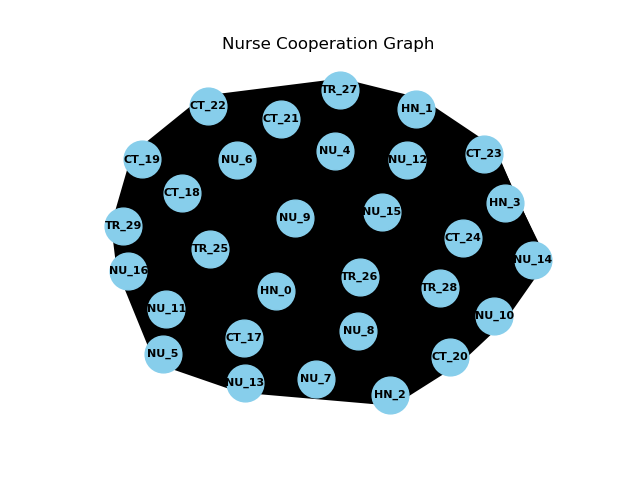 Nurse Cooperation Graph
TR_27
CT_22
HN_1
CT_21
NU_4
CT_23
CT_19
NU_6
NU_12
CT_18
HN_3
NU_15
NU_9
TR_29
CT_24
TR_25
NU_14
NU_16
TR_26
TR_28
HN_0
NU_11
NU_10
NU_8
CT_17
NU_5
CT_20
NU_7
NU_13
HN_2